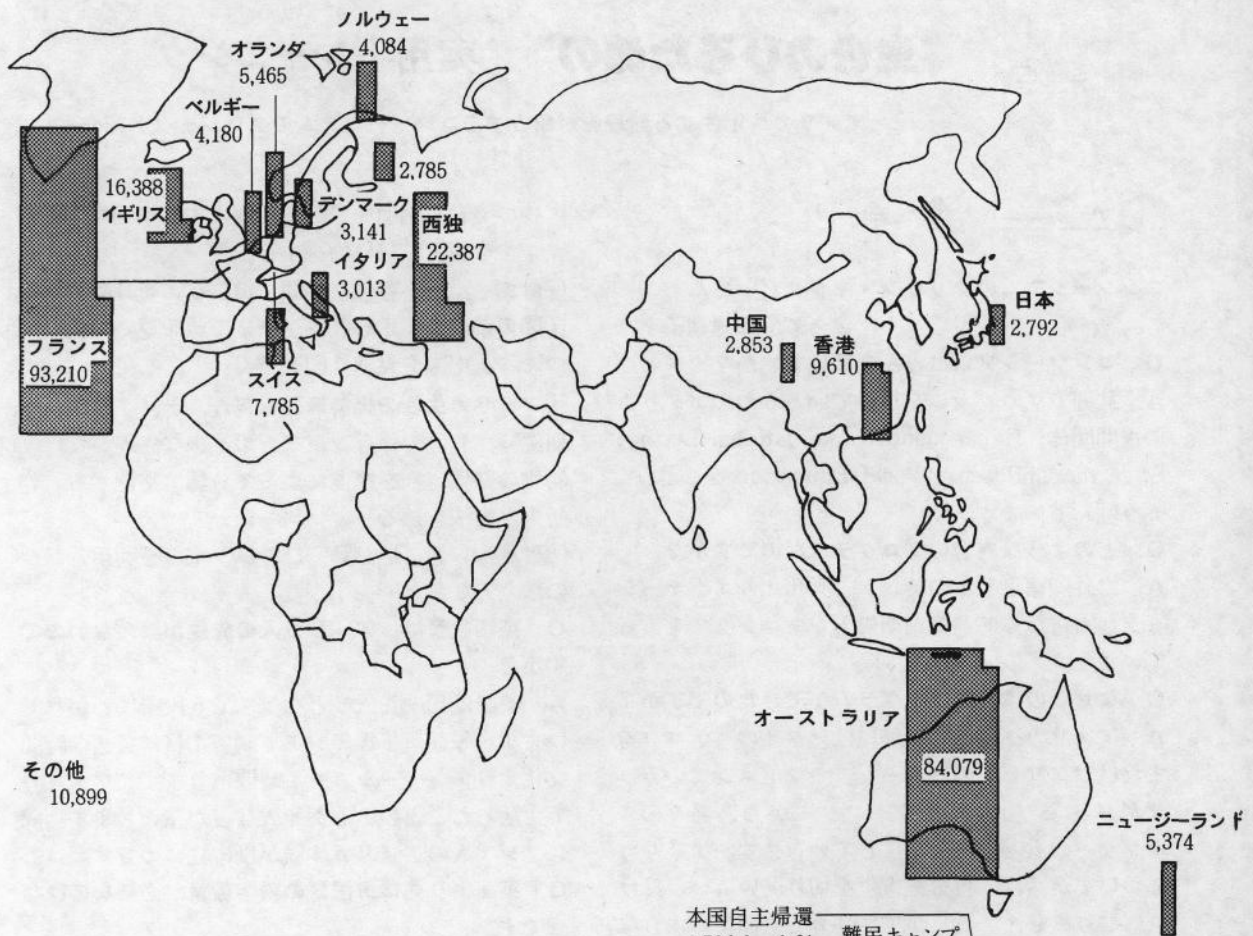 ノルウェー
4,084
オランダ
5,465
ベルギー
4,180
2,785
16,388
イギリス
デンマーク
3,141
西独
22,387
イタリア
3,013
フランス
93,210
スイス
7,785
中国
2,853
香港
9,610
日本
2,792
オーストラリア
84,079
その他
10,899
ニュージーランド
5,374
本国自主帰還
難民キャンプ